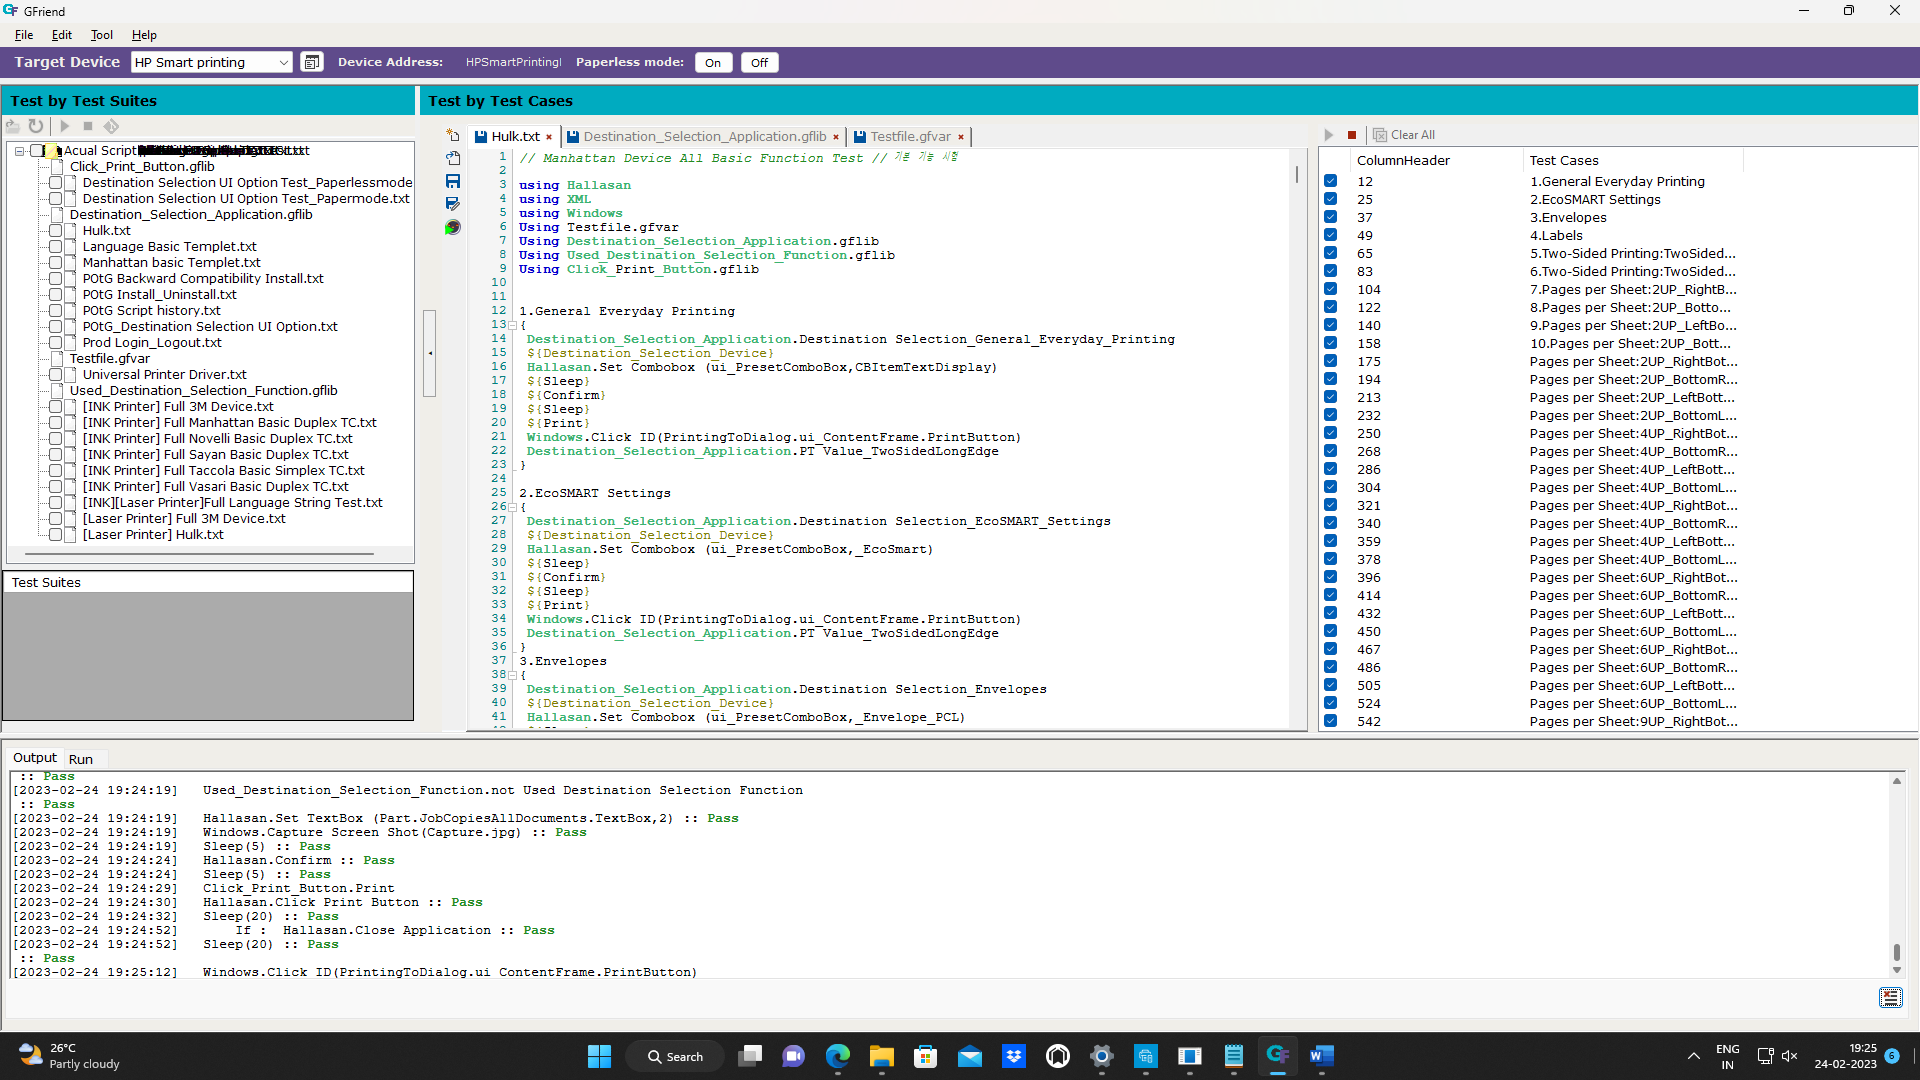 GFriend
File Edit Tool Help
Target Device HP Smart printing Device Address: HPSmartPrintingI Paperless mode: On Off
Test by Test Suites
Acual Script
Click_Print_Button.gflib
Destination Selection UI Option Test_Paperlessmode
Destination Selection UI Option Test_Papermode.txt
Destination_Selection_Application.gflib
Hulk.txt
Language Basic Templet.txt
Manhattan basic Templet.txt
POtG Backward Compatibility Install.txt
POtG Install_Uninstall.txt
POtG Script history.txt
POtG_Destination Selection UI Option.txt
Prod Login_Logout.txt
Testfile.gfvar
Universal Printer Driver.txt
Used_Destination_Selection_Function.gflib
[INK Printer] Full 3M Device.txt
[INK Printer] Full Manhattan Basic Duplex TC.txt
[INK Printer] Full Novelli Basic Duplex TC.txt
[INK Printer] Full Sayan Basic Duplex TC.txt
[INK Printer] Full Taccola Basic Simplex TC.txt
[INK Printer] Full Vasari Basic Duplex TC.txt
[INK][Laser Printer]Full Language String Test.txt
[Laser Printer] Full 3M Device.txt
[Laser Printer] Hulk.txt
Test Suites
Test by Test Cases
Hulk.txt Destination_Selection_Application.gflib Testfile.gfvar
1 // Manhattan Device All Basic Function Test // 기본 기능 시험
2
3 using Hallasan
4 using XML
5 using Windows
6 Using Testfile.gfvar
7 Using Destination_Selection_Application.gflib
8 Using Used_Destination_Selection_Function.gflib
9 Using Click_Print_Button.gflib
10
11
12 1.General Everyday Printing
13 {
14 Destination_Selection_Application.Destination Selection_General_Everyday_Printing
15 ${Destination_Selection_Device}
16 Hallasan.Set Combobox (ui_PresetComboBox,CBItemTextDisplay)
17 ${Sleep}
18 ${Confirm}
19 ${Sleep}
20 ${Print}
21 Windows.Click ID(PrintingToDialog.ui_ContentFrame.PrintButton)
22 Destination_Selection_Application.PT Value_TwoSidedLongEdge
23 }
24
25 2.EcoSMART Settings
26 {
27 Destination_Selection_Application.Destination Selection_EcoSMART_Settings
28 ${Destination_Selection_Device}
29 Hallasan.Set Combobox (ui_PresetComboBox,_EcoSmart)
30 ${Sleep}
31 ${Confirm}
32 ${Sleep}
33 ${Print}
34 Windows.Click ID(PrintingToDialog.ui_ContentFrame.PrintButton)
35 Destination_Selection_Application.PT Value_TwoSidedLongEdge
36 }
37 3.Envelopes
38 {
39 Destination_Selection_Application.Destination Selection_Envelopes
40 ${Destination_Selection_Device}
41 Hallasan.Set Combobox (ui_PresetComboBox,_Envelope_PCL)
Clear All
ColumnHeader Test Cases
12 1.General Everyday Printing
25 2.EcoSMART Settings
37 3.Envelopes
49 4.Labels
65 5.Two-Sided Printing:TwoSided...
83 6.Two-Sided Printing:TwoSided...
104 7.Pages per Sheet:2UP_RightB...
122 8.Pages per Sheet:2UP_Botto...
140 9.Pages per Sheet:2UP_LeftBo...
158 10.Pages per Sheet:2UP_Bott...
175 Pages per Sheet:2UP_RightBot...
194 Pages per Sheet:2UP_BottomR...
213 Pages per Sheet:2UP_LeftBott...
232 Pages per Sheet:2UP_BottomL...
250 Pages per Sheet:4UP_RightBot...
268 Pages per Sheet:4UP_BottomR...
286 Pages per Sheet:4UP_LeftBott...
304 Pages per Sheet:4UP_BottomL...
321 Pages per Sheet:4UP_RightBot...
340 Pages per Sheet:4UP_BottomR...
359 Pages per Sheet:4UP_LeftBott...
378 Pages per Sheet:4UP_BottomL...
396 Pages per Sheet:6UP_RightBot...
414 Pages per Sheet:6UP_BottomR...
432 Pages per Sheet:6UP_LeftBott...
450 Pages per Sheet:6UP_BottomL...
467 Pages per Sheet:6UP_RightBot...
486 Pages per Sheet:6UP_BottomR...
505 Pages per Sheet:6UP_LeftBott...
524 Pages per Sheet:6UP_BottomL...
542 Pages per Sheet:9UP_RightBot...
Output Run
:: Pass
[2023-02-24 19:24:19] Used_Destination_Selection_Function.not Used Destination Selection Function
:: Pass
[2023-02-24 19:24:19] Hallasan.Set TextBox (Part.JobCopiesAllDocuments.TextBox,2) :: Pass
[2023-02-24 19:24:19] Windows.Capture Screen Shot(Capture.jpg) :: Pass
[2023-02-24 19:24:19] Sleep(5) :: Pass
[2023-02-24 19:24:24] Hallasan.Confirm :: Pass
[2023-02-24 19:24:24] Sleep(5) :: Pass
[2023-02-24 19:24:29] Click_Print_Button.Print
[2023-02-24 19:24:30] Hallasan.Click Print Button :: Pass
[2023-02-24 19:24:32] Sleep(20) :: Pass
[2023-02-24 19:24:52] If : Hallasan.Close Application :: Pass
[2023-02-24 19:24:52] Sleep(20) :: Pass
:: Pass
[2023-02-24 19:25:12] Windows.Click ID(PrintingToDialog.ui_ContentFrame.PrintButton)
26°C
Partly cloudy
Search
ENG
IN
19:25
24-02-2023
6